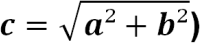 c = √(a² + b²)